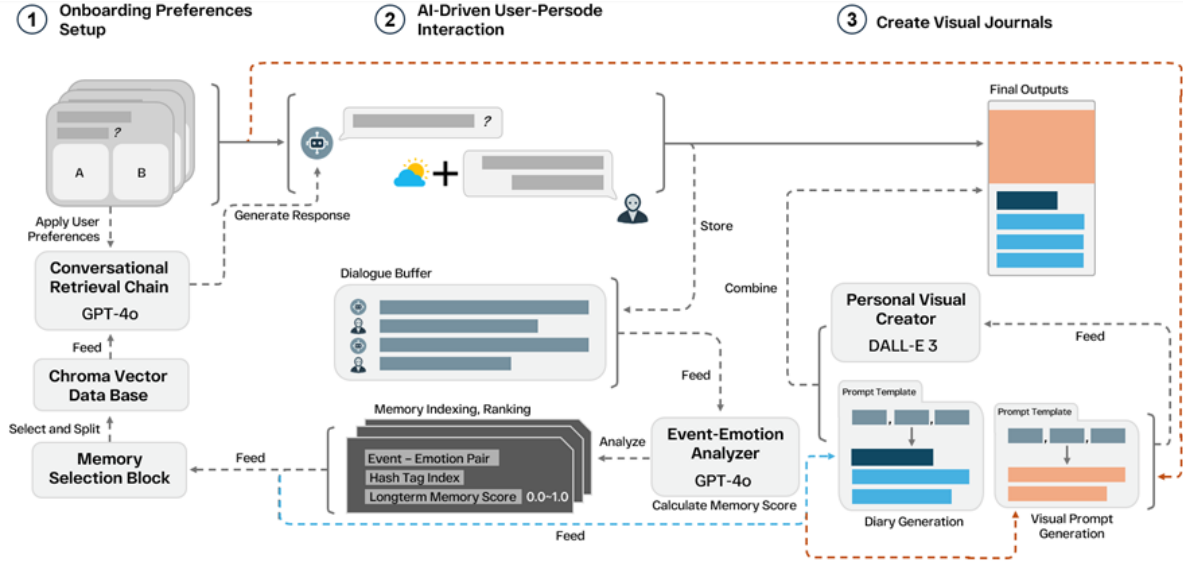 1 Onboarding Preferences
Setup
2 AI-Driven User-Persode
Interaction
3 Create Visual Journals
?
A B
Apply User
Preferences
Conversational
Retrieval Chain
GPT-4o
Feed
Chroma Vector
Data Base
Select and Split
Memory
Selection Block
?
+
Generate Response
Store
Dialogue Buffer
Feed
Memory Indexing, Ranking
Event – Emotion Pair
Hash Tag Index
Longterm Memory Score 0.0~1.0
Analyze
Event-Emotion
Analyzer
GPT-4o
Calculate Memory Score
Feed
Feed
Final Outputs
Combine
Personal Visual
Creator
DALL-E 3
Feed
Prompt Template
, ,
Diary Generation
Prompt Template
, ,
Visual Prompt
Generation